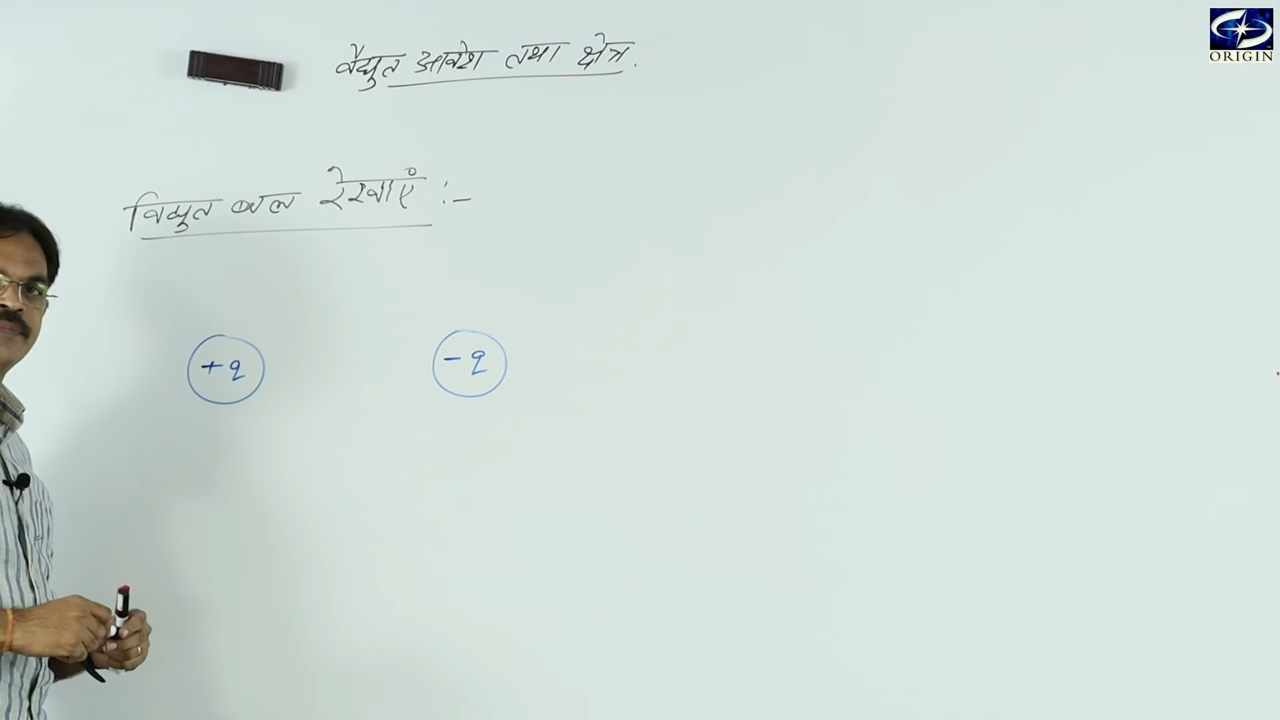 वैद्युत आवेश तथा क्षेत्र.
विद्युत बल रेखाएँ :-
+q -q
ORIGIN